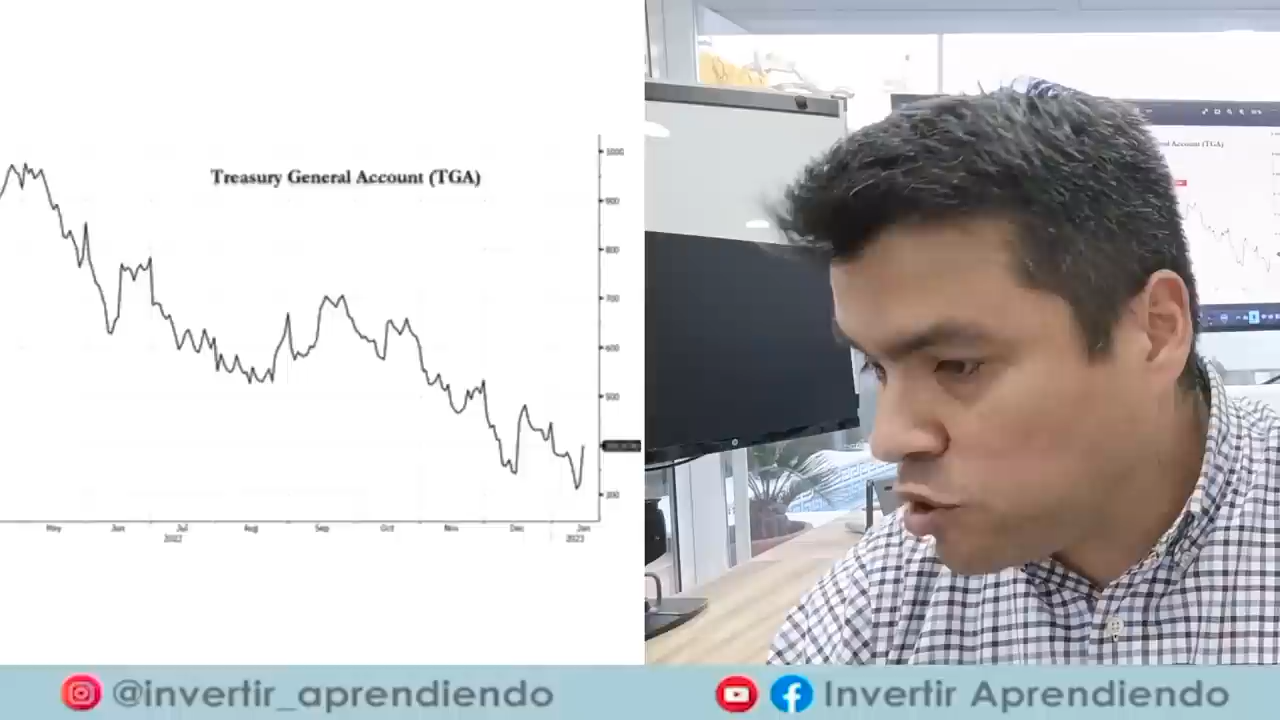 Treasury General Account (TGA)
1000
900
800
700
600
500
300
May Jun Jul Aug Sep Oct Nov Dec Jan
2022 2023
@invertir_aprendiendo
Invertir Aprendiendo